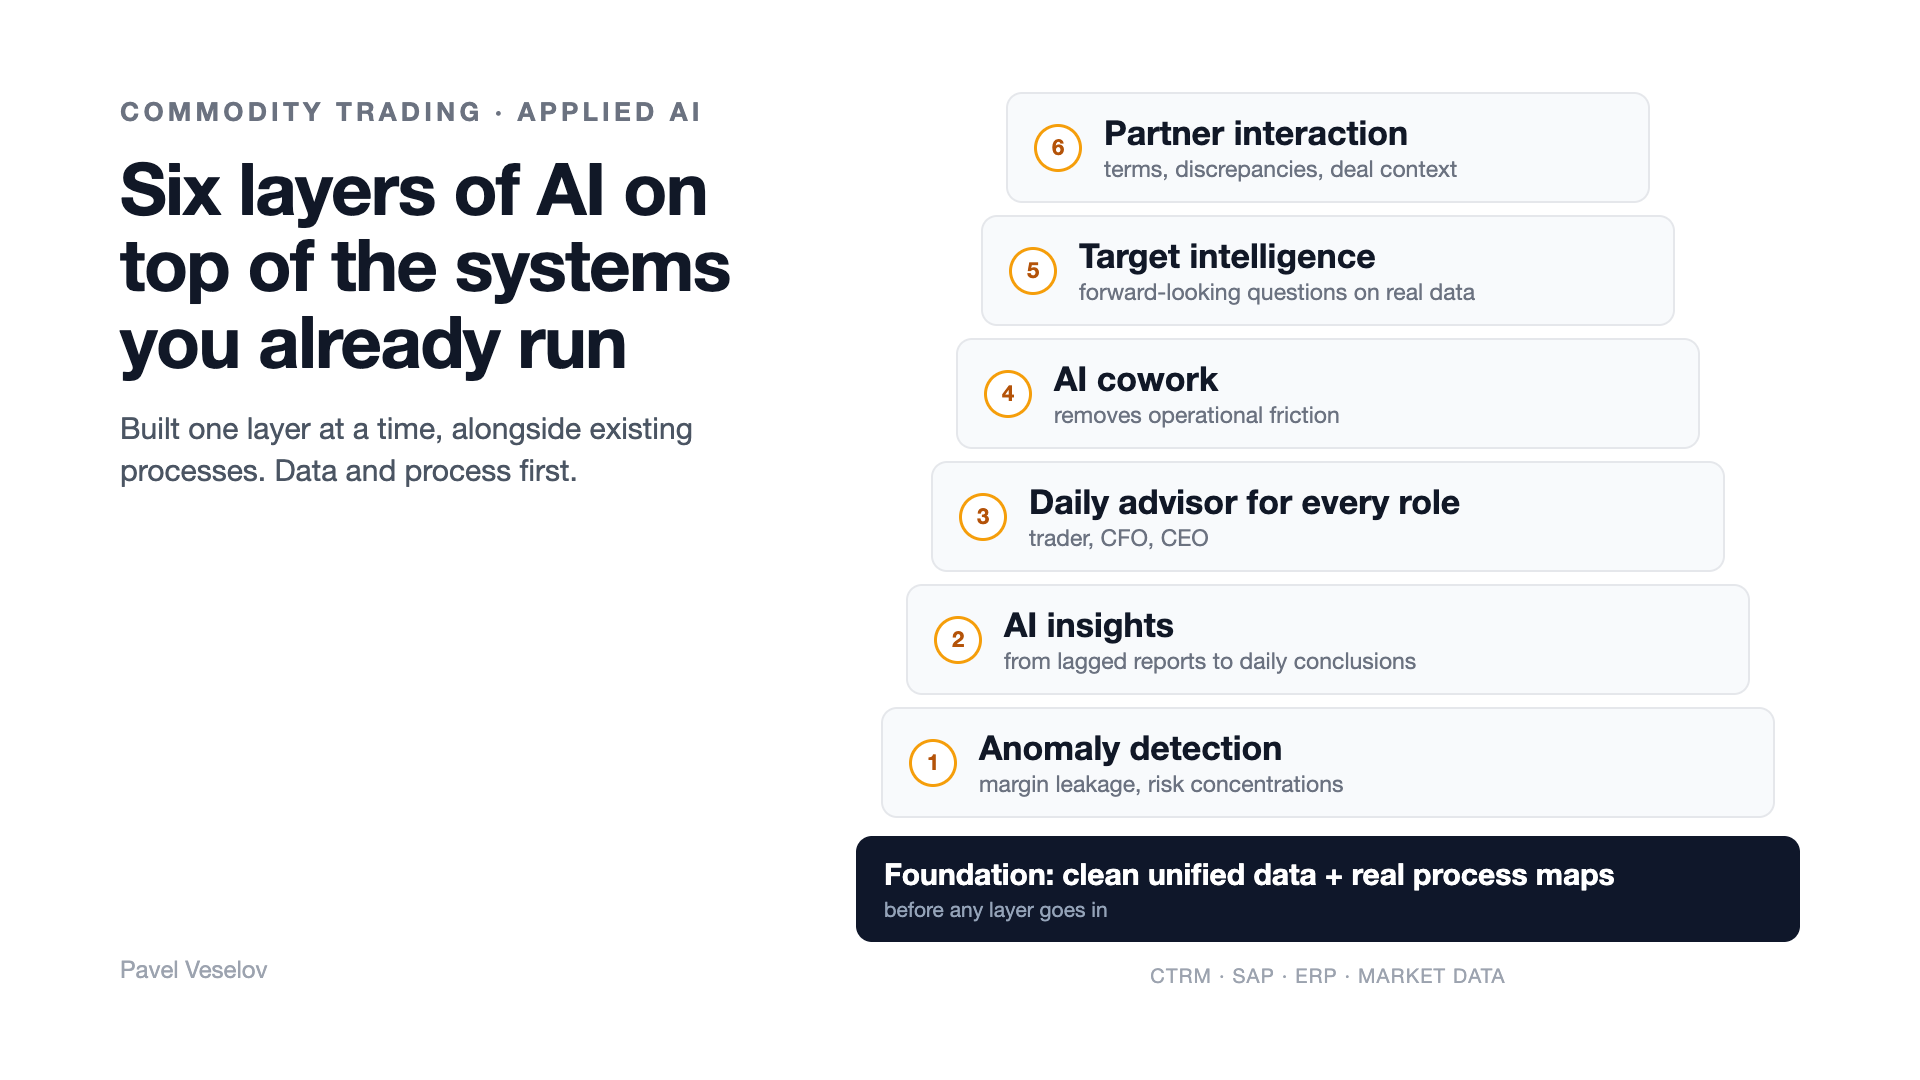 COMMODITY TRADING · APPLIED AI
Six layers of AI on
top of the systems
you already run
Built one layer at a time, alongside existing
processes. Data and process first.
6
Partner interaction
terms, discrepancies, deal context
5
Target intelligence
forward-looking questions on real data
4
AI cowork
removes operational friction
3
Daily advisor for every role
trader, CFO, CEO
2
AI insights
from lagged reports to daily conclusions
1
Anomaly detection
margin leakage, risk concentrations
Foundation: clean unified data + real process maps
before any layer goes in
Pavel Veselov
CTRM · SAP · ERP · MARKET DATA